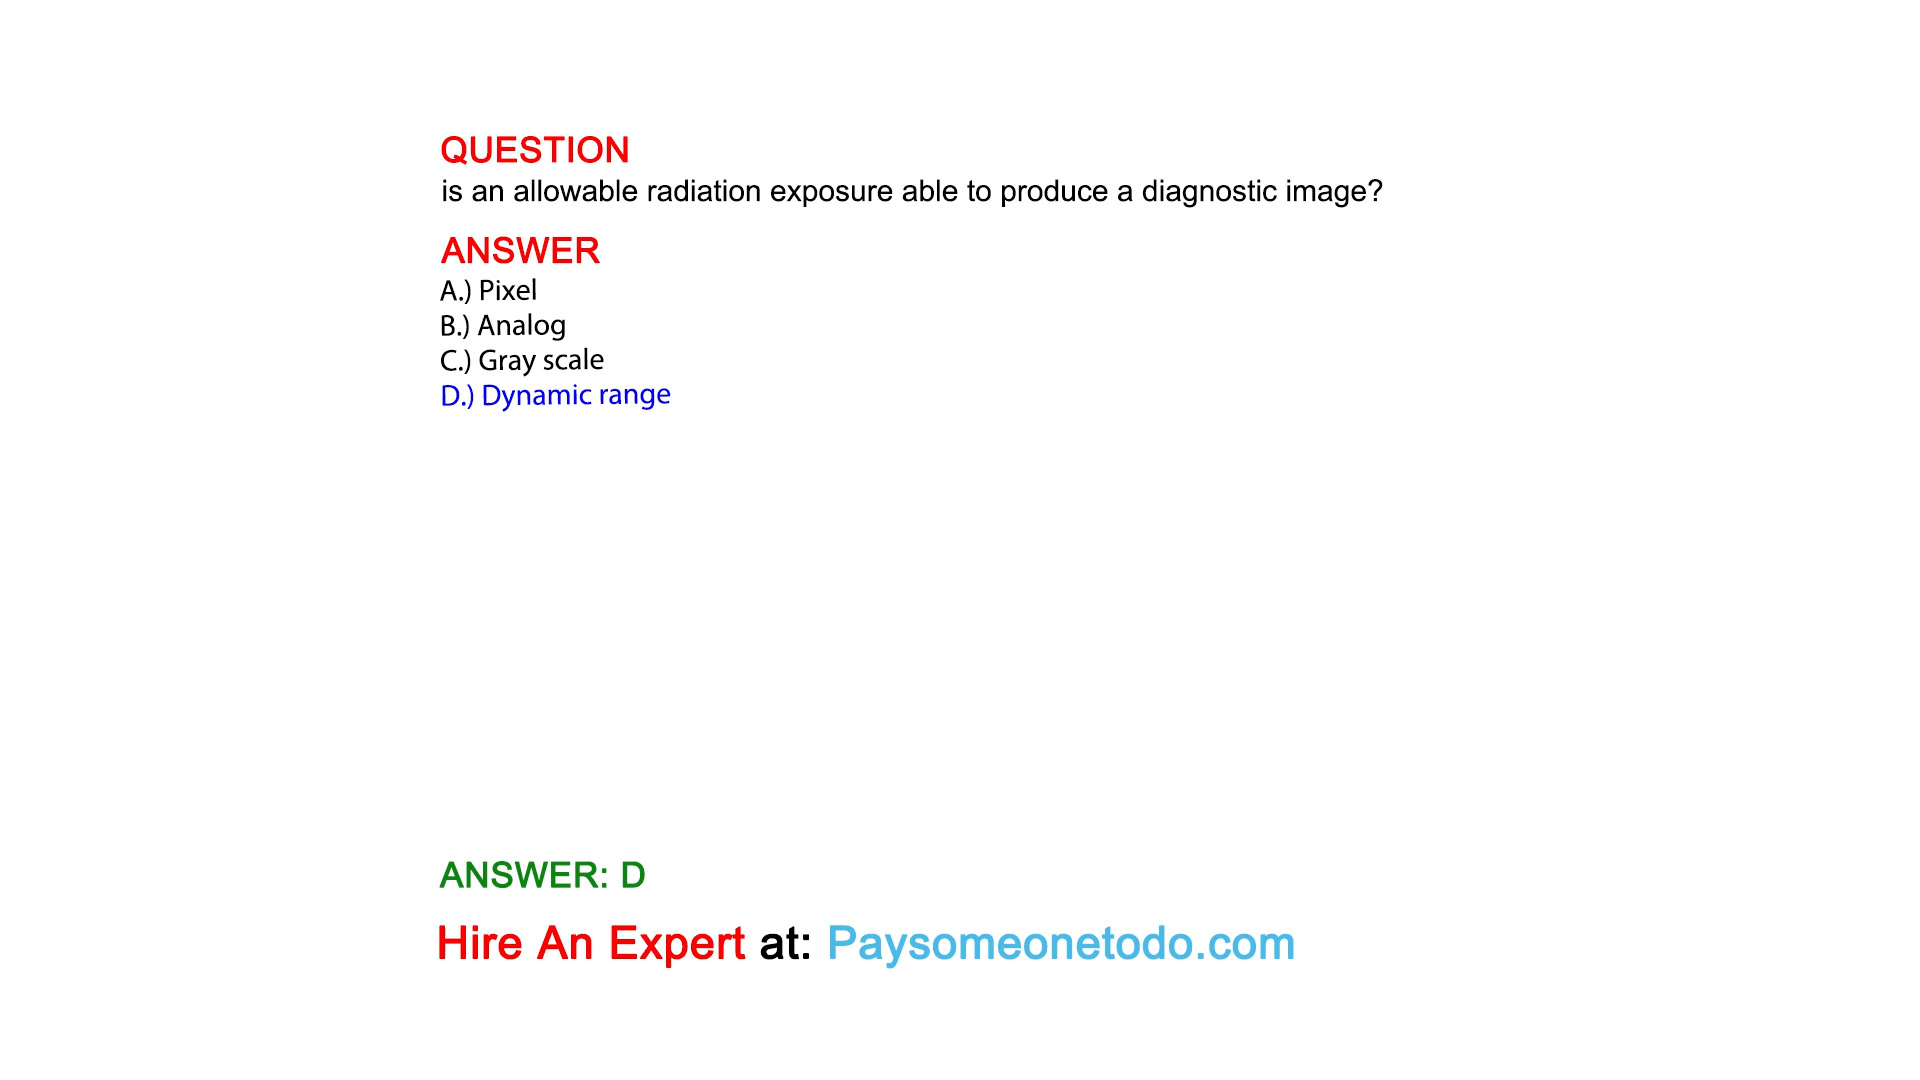 QUESTION
is an allowable radiation exposure able to produce a diagnostic image?
ANSWER
A.) Pixel
B.) Analog
C.) Gray scale
D.) Dynamic range
ANSWER: D
Hire An Expert at: Paysomeonetodo.com